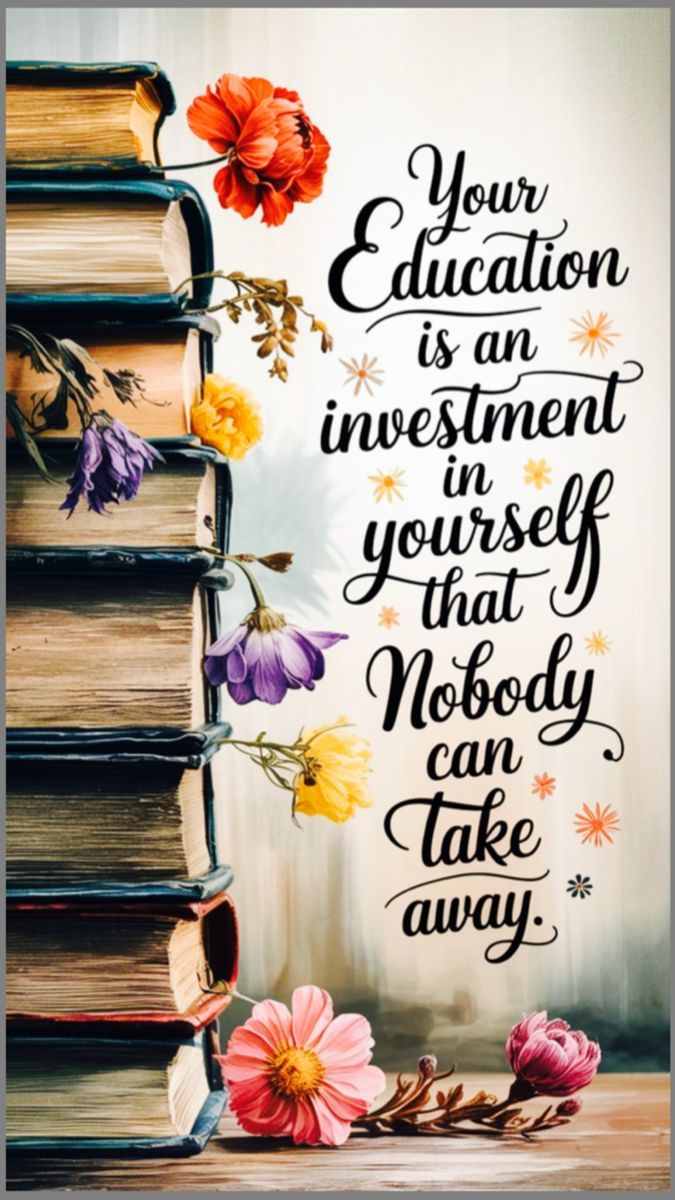 Your
Education
is an
investment
in
yourself
that
Nobody
can
take
away.